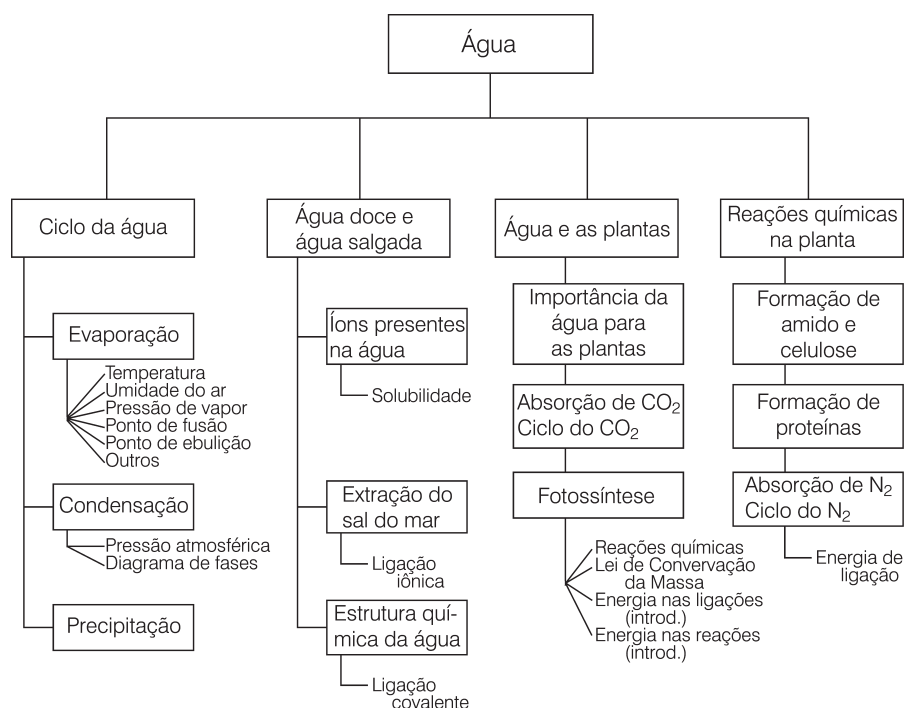 Água
Ciclo da água
Evaporação
Temperatura
Umidade do ar
Pressão de vapor
Ponto de fusão
Ponto de ebulição
Outros
Condensação
Pressão atmosférica
Diagrama de fases
Precipitação
Água doce e
água salgada
Íons presentes
na água
Solubilidade
Extração do
sal do mar
Ligação
iônica
Estrutura quí-
mica da água
Ligação
covalente
Água e as plantas
Importância da
água para
as plantas
Absorção de CO₂
Ciclo do CO₂
Fotossíntese
Reações químicas
Lei de Convervação
da Massa
Energia nas ligações
(introd.)
Energia nas reações
(introd.)
Reações químicas
na planta
Formação de
amido e
celulose
Formação de
proteínas
Absorção de N₂
Ciclo do N₂
Energia de
ligação